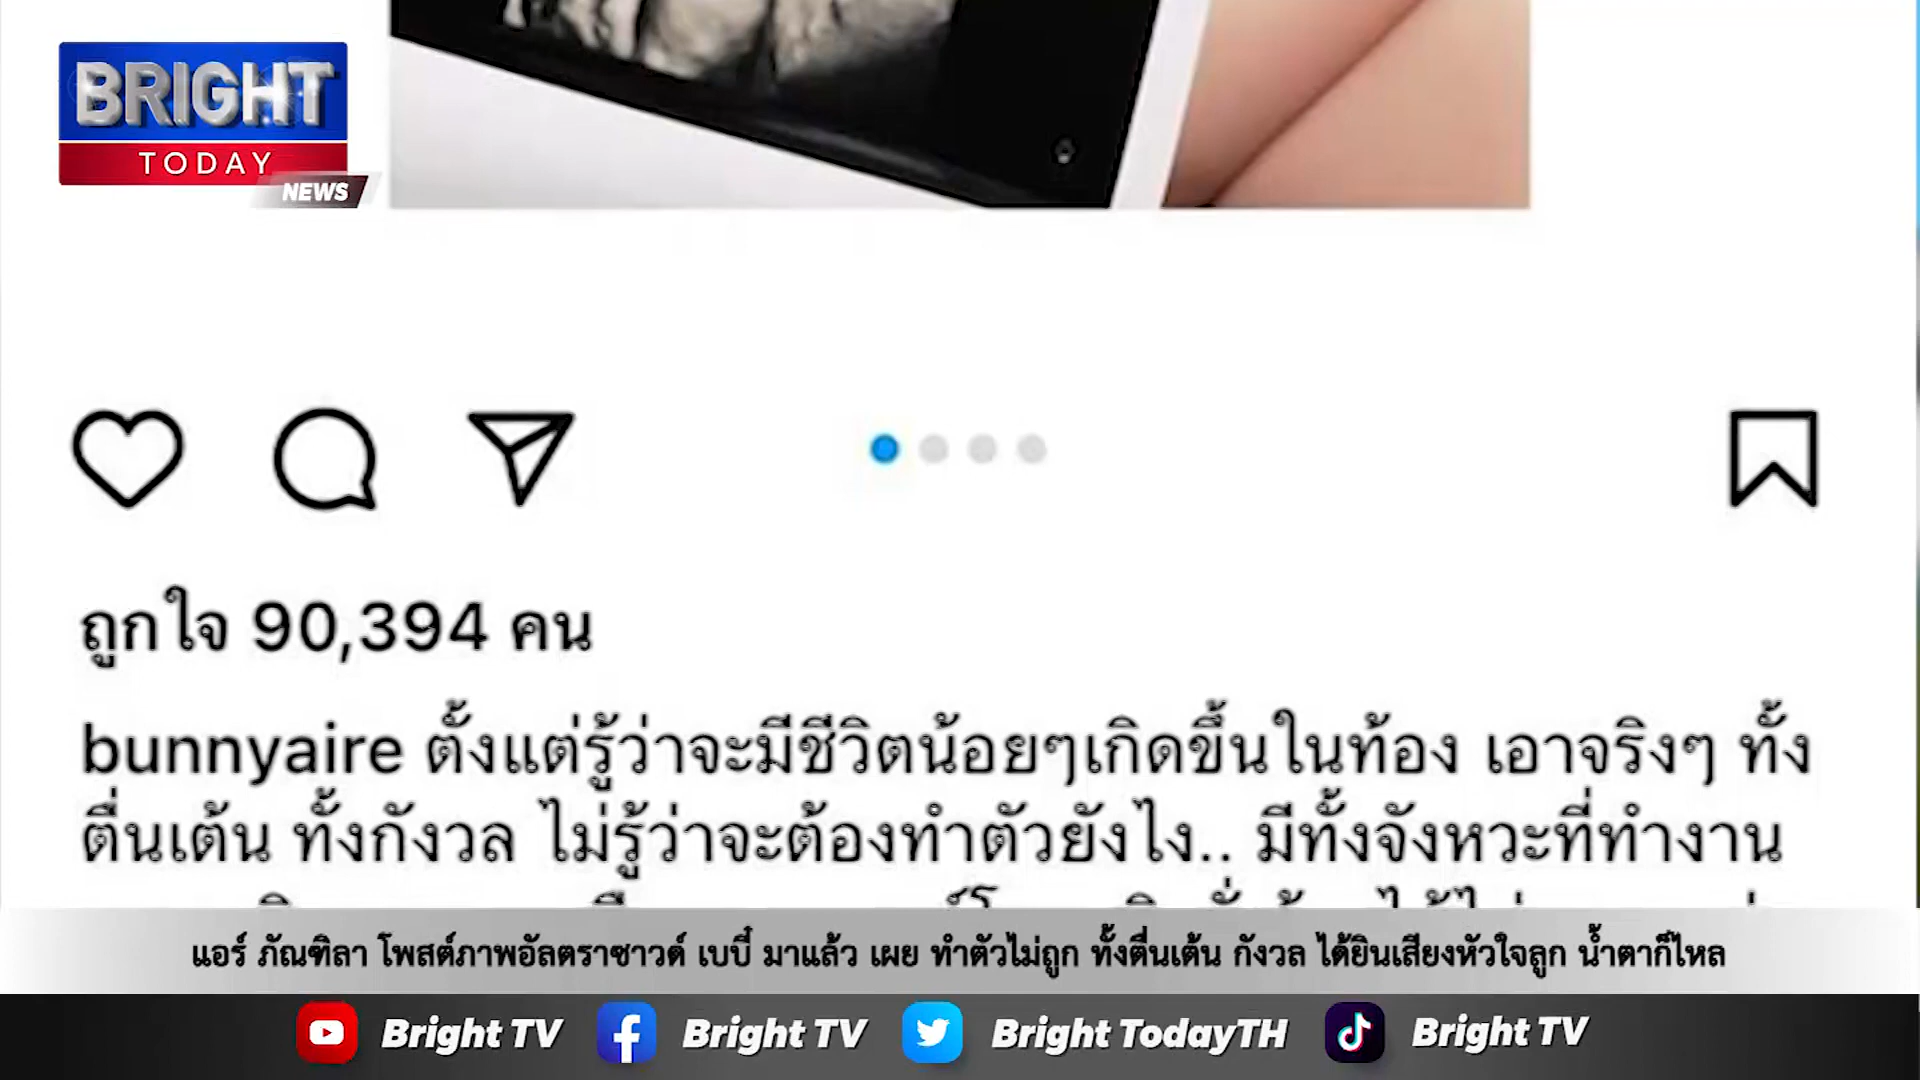 BRIGHT
TODAY
NEWS
ถูกใจ 90,394 คน
bunnyaire ตั้งแต่รู้ว่าจะมีชีวิตน้อยๆเกิดขึ้นในท้อง เอาจริงๆ ทั้ง
ตื่นเต้น ทั้งกังวล ไม่รู้ว่าจะต้องทำตัวยังไง.. มีทั้งจังหวะที่ทำงาน
แอร์ ภัณฑิลา โพสต์ภาพอัลตราซาวด์ เบบี๋ มาแล้ว เผย ทำตัวไม่ถูก ทั้งตื่นเต้น กังวล ได้ยินเสียงหัวใจลูก น้ำตาก็ไหล
Bright TV Bright TV Bright TodayTH Bright TV